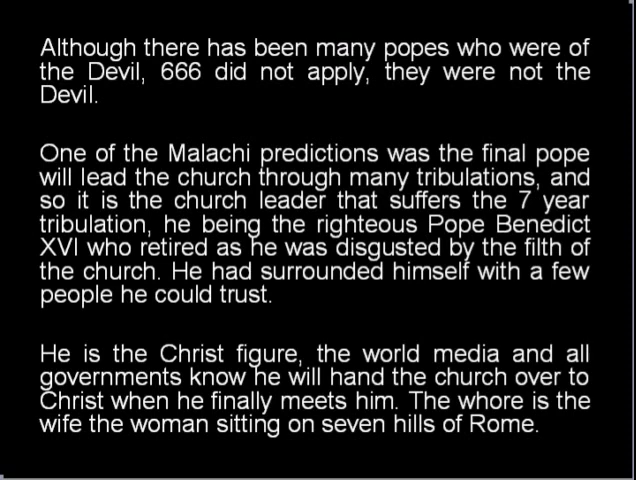 Although there has been many popes who were of
the Devil, 666 did not apply, they were not the
Devil.
One of the Malachi predictions was the final pope
will lead the church through many tribulations, and
so it is the church leader that suffers the 7 year
tribulation, he being the righteous Pope Benedict
XVI who retired as he was disgusted by the filth of
the church. He had surrounded himself with a few
people he could trust.
He is the Christ figure, the world media and all
governments know he will hand the church over to
Christ when he finally meets him. The whore is the
wife the woman sitting on seven hills of Rome.